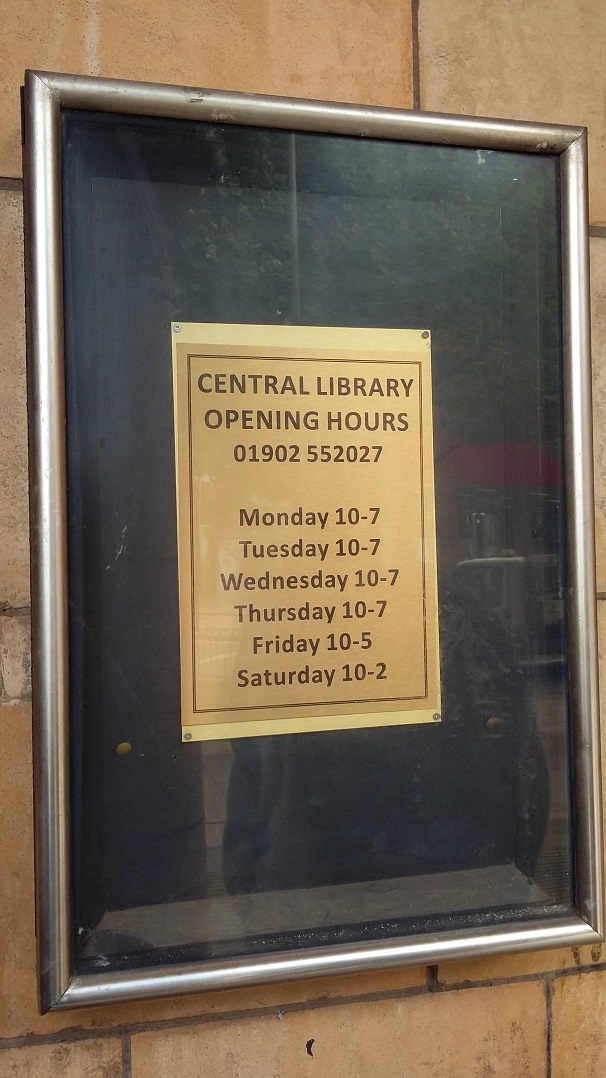 CENTRAL LIBRARY
OPENING HOURS
01902 552027
Monday 10-7
Tuesday 10-7
Wednesday 10-7
Thursday 10-7
Friday 10-5
Saturday 10-2